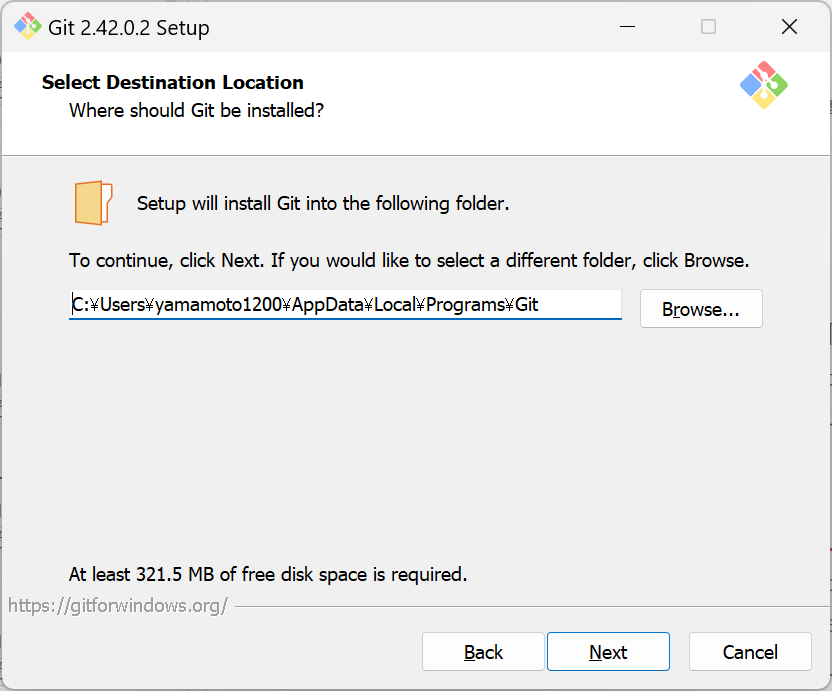 Git 2.42.0.2 Setup
Select Destination Location
Where should Git be installed?
Setup will install Git into the following folder.
To continue, click Next. If you would like to select a different folder, click Browse.
C:¥Users¥yamamoto1200¥AppData¥Local¥Programs¥Git
Browse...
At least 321.5 MB of free disk space is required.
https://gitforwindows.org/
Back
Next
Cancel